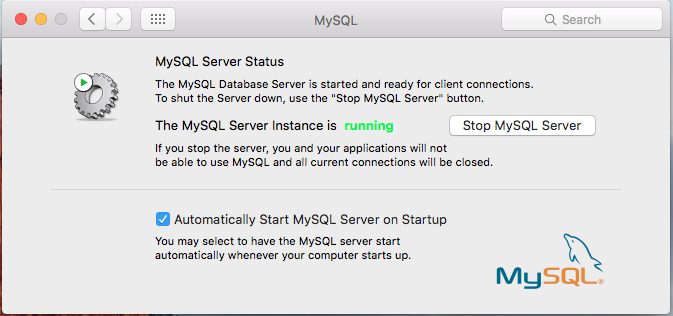 MySQL
Search
MySQL Server Status
The MySQL Database Server is started and ready for client connections.
To shut the Server down, use the "Stop MySQL Server" button.
The MySQL Server Instance is running
Stop MySQL Server
If you stop the server, you and your applications will not
be able to use MySQL and all current connections will be closed.
Automatically Start MySQL Server on Startup
You may select to have the MySQL server start
automatically whenever your computer starts up.
MySQL®